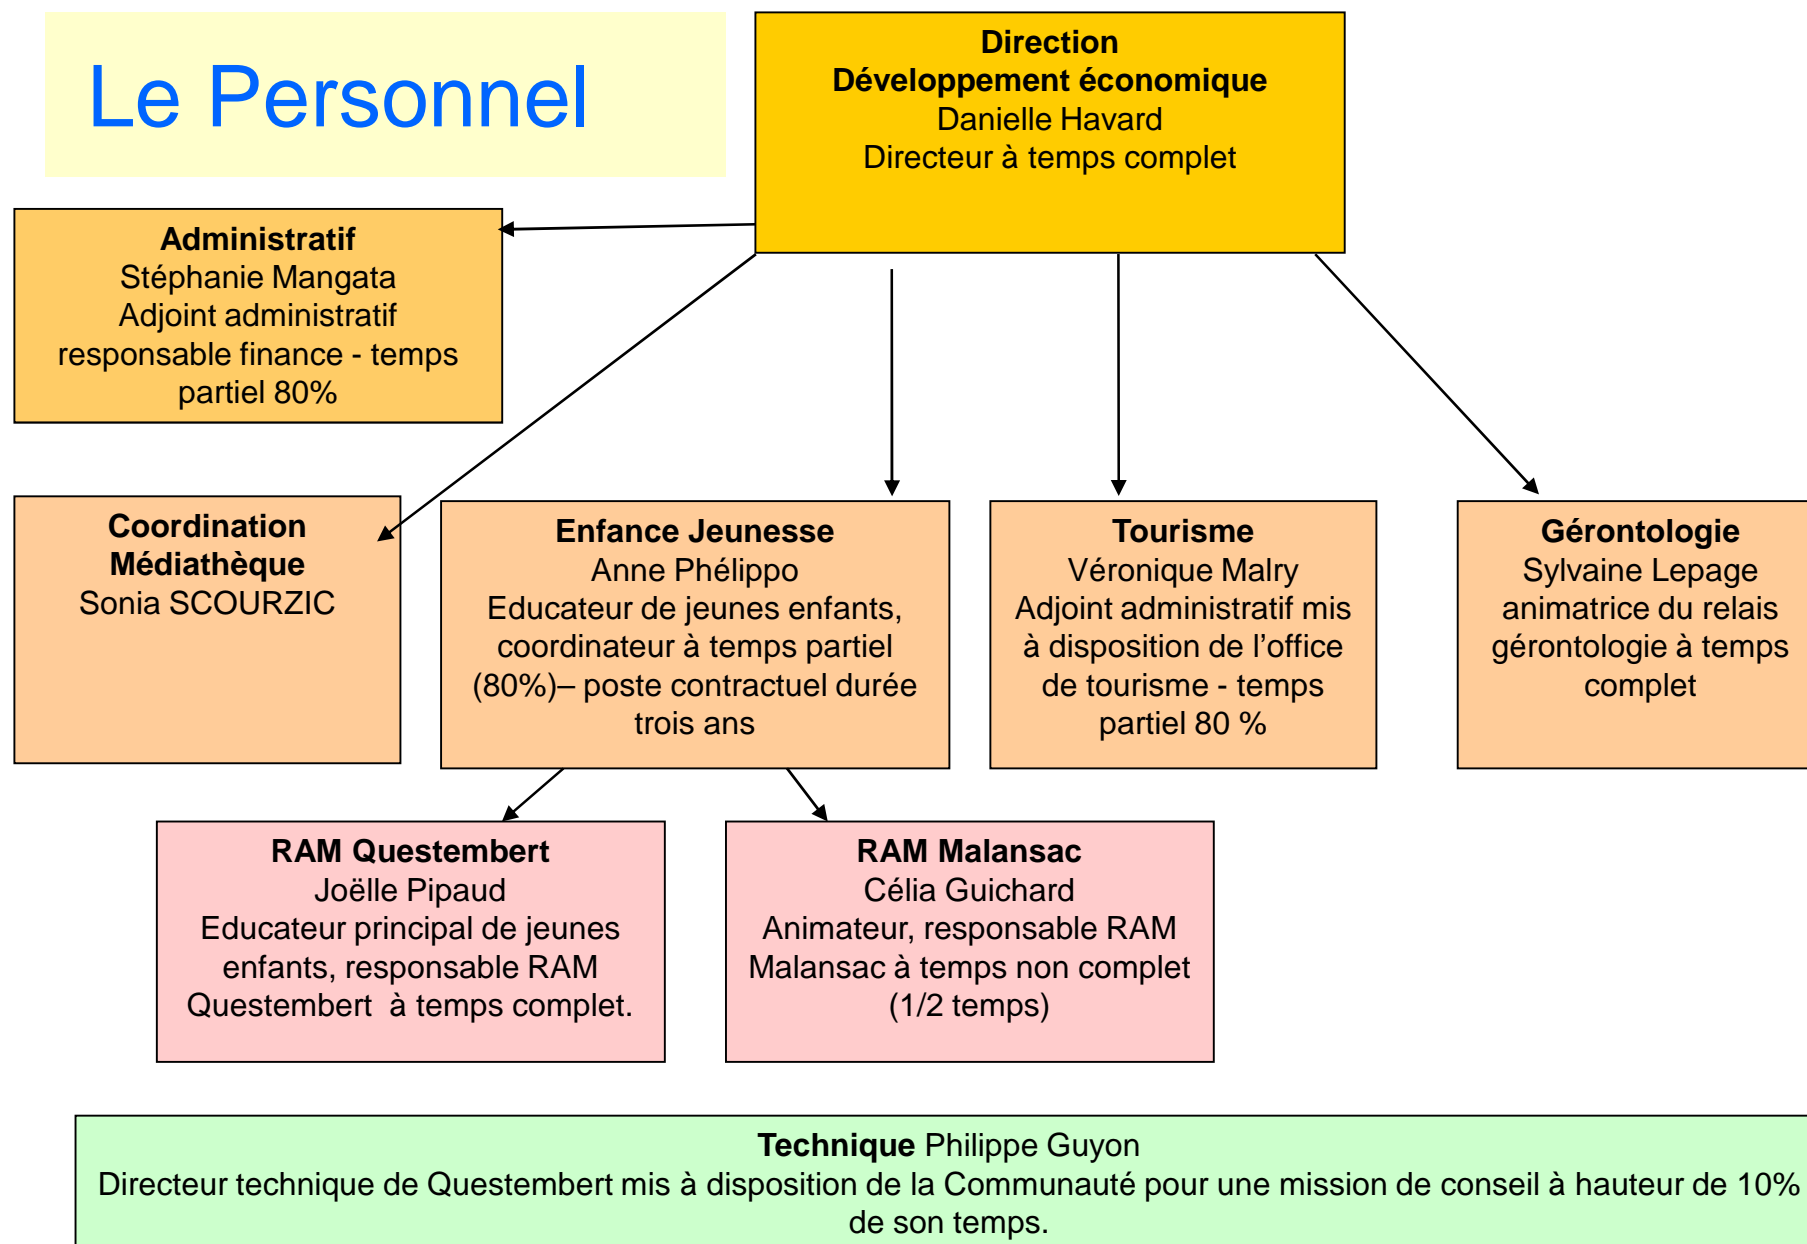 Le Personnel
Direction
Développement économique
Danielle Havard
Directeur à temps complet
Administratif
Stéphanie Mangata
Adjoint administratif
responsable finance - temps
partiel 80%
Coordination
Médiathèque
Sonia SCOURZIC
Enfance Jeunesse
Anne Phélippo
Educateur de jeunes enfants,
coordinateur à temps partiel
(80%)– poste contractuel durée
trois ans
Tourisme
Véronique Malry
Adjoint administratif mis
à disposition de l’office
de tourisme - temps
partiel 80 %
Gérontologie
Sylvaine Lepage
animatrice du relais
gérontologie à temps
complet
RAM Questembert
Joëlle Pipaud
Educateur principal de jeunes
enfants, responsable RAM
Questembert  à temps complet.
RAM Malansac
Célia Guichard
Animateur, responsable RAM
Malansac à temps non complet
(1/2 temps)
Technique Philippe Guyon
Directeur technique de Questembert mis à disposition de la Communauté pour une mission de conseil à hauteur de 10%
de son temps.